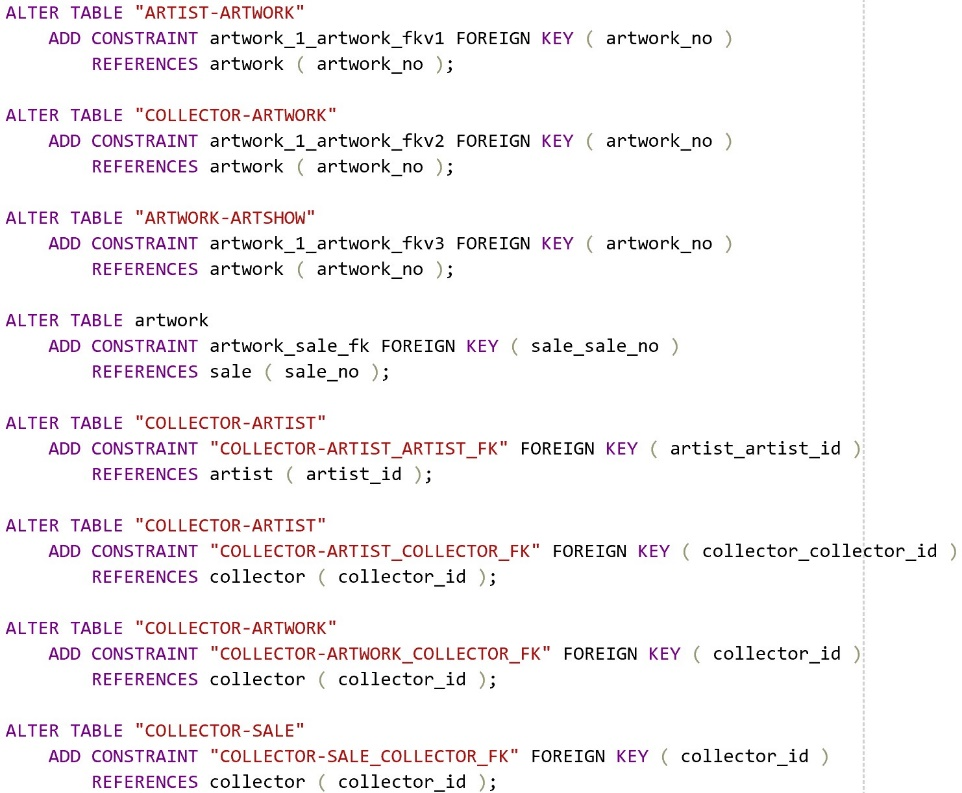 ALTER TABLE "ARTIST-ARTWORK"
    ADD CONSTRAINT artwork_1_artwork_fkv1 FOREIGN KEY ( artwork_no )
        REFERENCES artwork ( artwork_no );

ALTER TABLE "COLLECTOR-ARTWORK"
    ADD CONSTRAINT artwork_1_artwork_fkv2 FOREIGN KEY ( artwork_no )
        REFERENCES artwork ( artwork_no );

ALTER TABLE "ARTWORK-ARTSHOW"
    ADD CONSTRAINT artwork_1_artwork_fkv3 FOREIGN KEY ( artwork_no )
        REFERENCES artwork ( artwork_no );

ALTER TABLE artwork
    ADD CONSTRAINT artwork_sale_fk FOREIGN KEY ( sale_sale_no )
        REFERENCES sale ( sale_no );

ALTER TABLE "COLLECTOR-ARTIST"
    ADD CONSTRAINT "COLLECTOR-ARTIST_ARTIST_FK" FOREIGN KEY ( artist_artist_id )
        REFERENCES artist ( artist_id );

ALTER TABLE "COLLECTOR-ARTIST"
    ADD CONSTRAINT "COLLECTOR-ARTIST_COLLECTOR_FK" FOREIGN KEY ( collector_collector_id )
        REFERENCES collector ( collector_id );

ALTER TABLE "COLLECTOR-ARTWORK"
    ADD CONSTRAINT "COLLECTOR-ARTWORK_COLLECTOR_FK" FOREIGN KEY ( collector_id )
        REFERENCES collector ( collector_id );

ALTER TABLE "COLLECTOR-SALE"
    ADD CONSTRAINT "COLLECTOR-SALE_COLLECTOR_FK" FOREIGN KEY ( collector_id )
        REFERENCES collector ( collector_id );